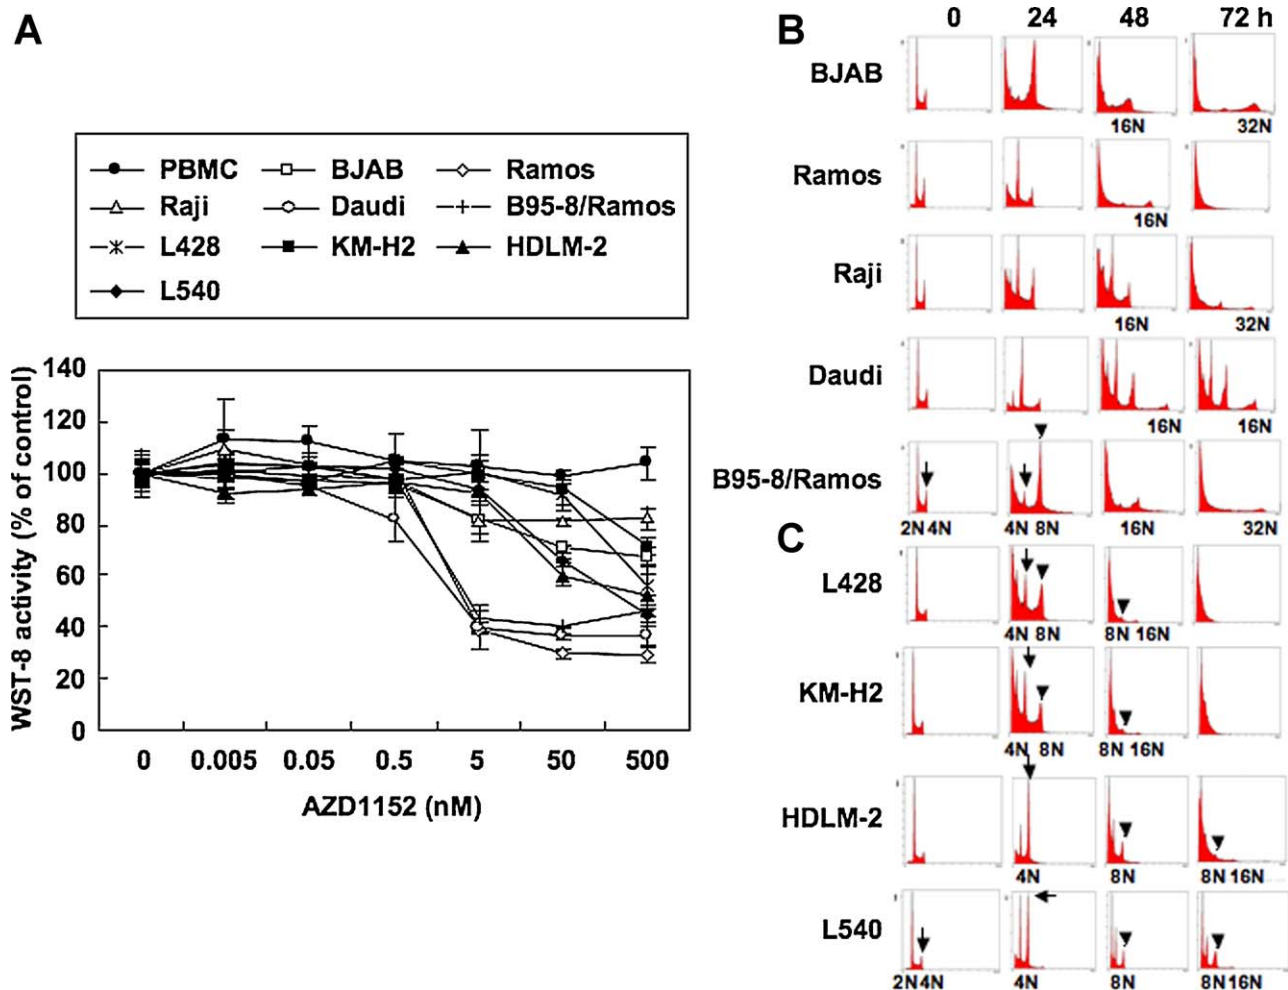 A
PBMC BJAB Ramos
Raji Daudi B95-8/Ramos
L428 KM-H2 HDLM-2
L540
WST-8 activity (% of control)
140
120
100
80
60
40
20
0
0 0.005 0.05 0.5 5 50 500
AZD1152 (nM)
B
0 24 48 72 h
BJAB
16N 32N
Ramos
16N
Raji
16N 32N
Daudi
16N 16N
B95-8/Ramos
2N 4N 4N 8N 16N 32N
C
L428
4N 8N 8N 16N
KM-H2
4N 8N 8N 16N
HDLM-2
4N 8N 8N 16N
L540
2N 4N 4N 8N 8N 16N